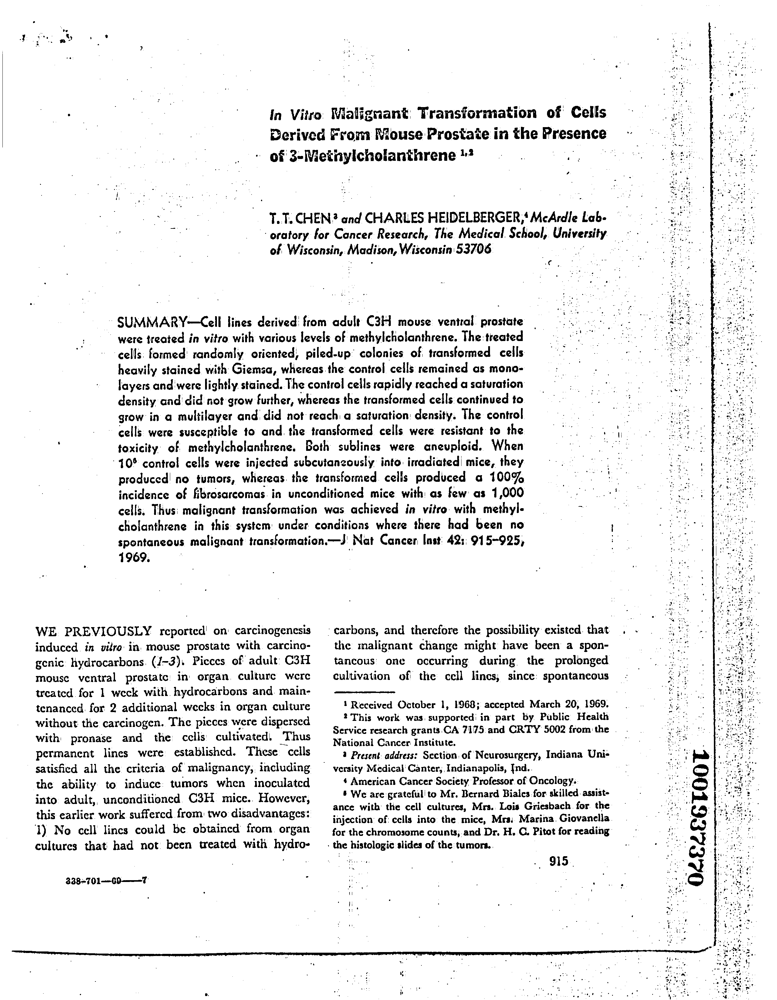 In Vitro Malignant Transformation of Cells
Derived From Mouse Prostate in the Presence
of 3-Methylcholanthrene 1,2
T. T. CHEN 3 and CHARLES HEIDELBERGER, 4 McArdle Lab-
oratory for Cancer Research, The Medical School, University
of Wisconsin, Madison, Wisconsin 53706
SUMMARY—Cell lines derived from adult C3H mouse ventral prostate
were treated in vitro with various levels of methylcholanthrene. The treated
cells formed randomly oriented, piled-up colonies of transformed cells
heavily stained with Giemsa, whereas the control cells remained as mono-
layers and were lightly stained. The control cells rapidly reached a saturation
density and did not grow further, whereas the transformed cells continued to
grow in a multilayer and did not reach a saturation density. The control
cells were susceptible to and the transformed cells were resistant to the
toxicity of methylcholanthrene. Both sublines were aneuploid. When
control cells were injected subcutaneously into irradiated mice, they
produced no tumors, whereas the transformed cells produced a 100%
incidence of fibrosarcomas in unconditioned mice with as few as 1,000
cells. Thus malignant transformation was achieved in vitro with methyl-
cholanthrene in this system under conditions where there had been no
spontaneous malignant transformation.—J Nat Cancer Inst 42: 915-925,
1969.
WE PREVIOUSLY reported on carcinogenesis
induced in vitro in mouse prostate with carcino-
genic hydrocarbons (1-3). Pieces of adult C3H
mouse ventral prostate in organ culture were
treated for 1 week with hydrocarbons and main-
tenanced for 2 additional weeks in organ culture
without the carcinogen. The pieces were dispersed
with pronase and the cells cultivated. Thus
permanent lines were established. These cells
satisfied all the criteria of malignancy, including
the ability to induce tumors when inoculated
into adult, unconditioned C3H mice. However,
this earlier work suffered from two disadvantages:
1) No cell lines could be obtained from organ
cultures that had not been treated with hydro-
carbons, and therefore the possibility existed that
the malignant change might have been a spon-
taneous one occurring during the prolonged
cultivation of the cell lines, since spontaneous
1 Received October 1, 1968; accepted March 20, 1969.
2 This work was supported in part by Public Health
Service research grants CA 7175 and CRTY 5002 from the
National Cancer Institute.
3 Present address: Section of Neurosurgery, Indiana Uni-
versity Medical Canter, Indianapolis, Ind.
4 American Cancer Society Professor of Oncology.
5 We are grateful to Mr. Bernard Biales for skilled assist-
ance with the cell cultures, Mrs. Lois Griesbach for the
injection of cells into the mice, Mrs. Marina Giovanella
for the chromosome counts, and Dr. H. C. Pitot for reading
the histologic slides of the tumors.
915
338-701—69——7
1001937370